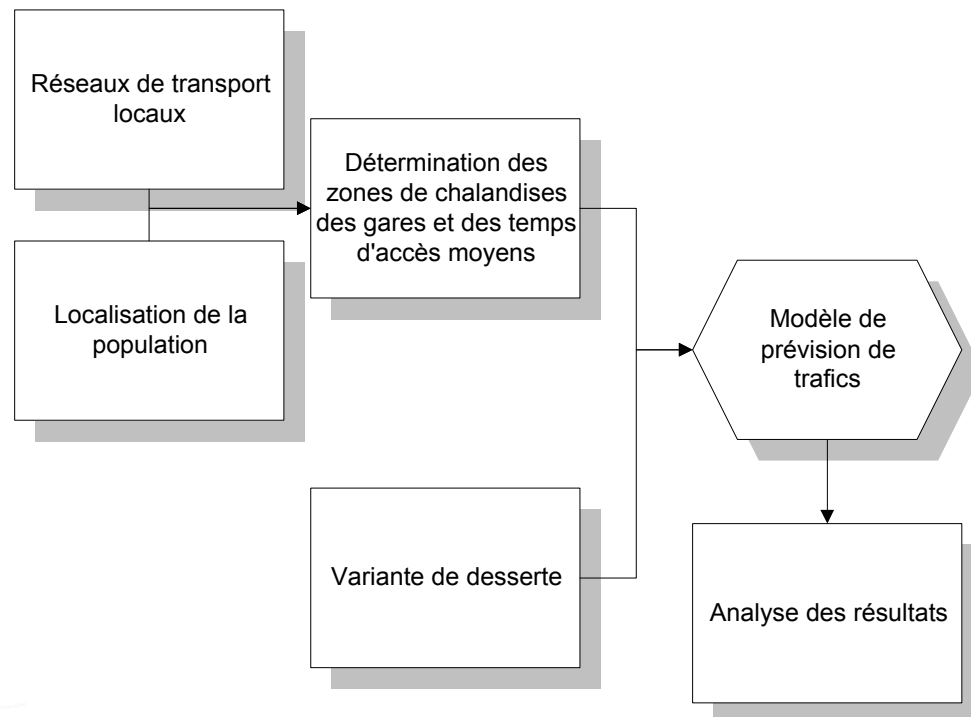 Réseaux de transport
locaux
Localisation de la
population
Détermination des
zones de chalandises
des gares et des temps
d'accès moyens
Variante de desserte
Modèle de
prévision de
trafics
Analyse des résultats